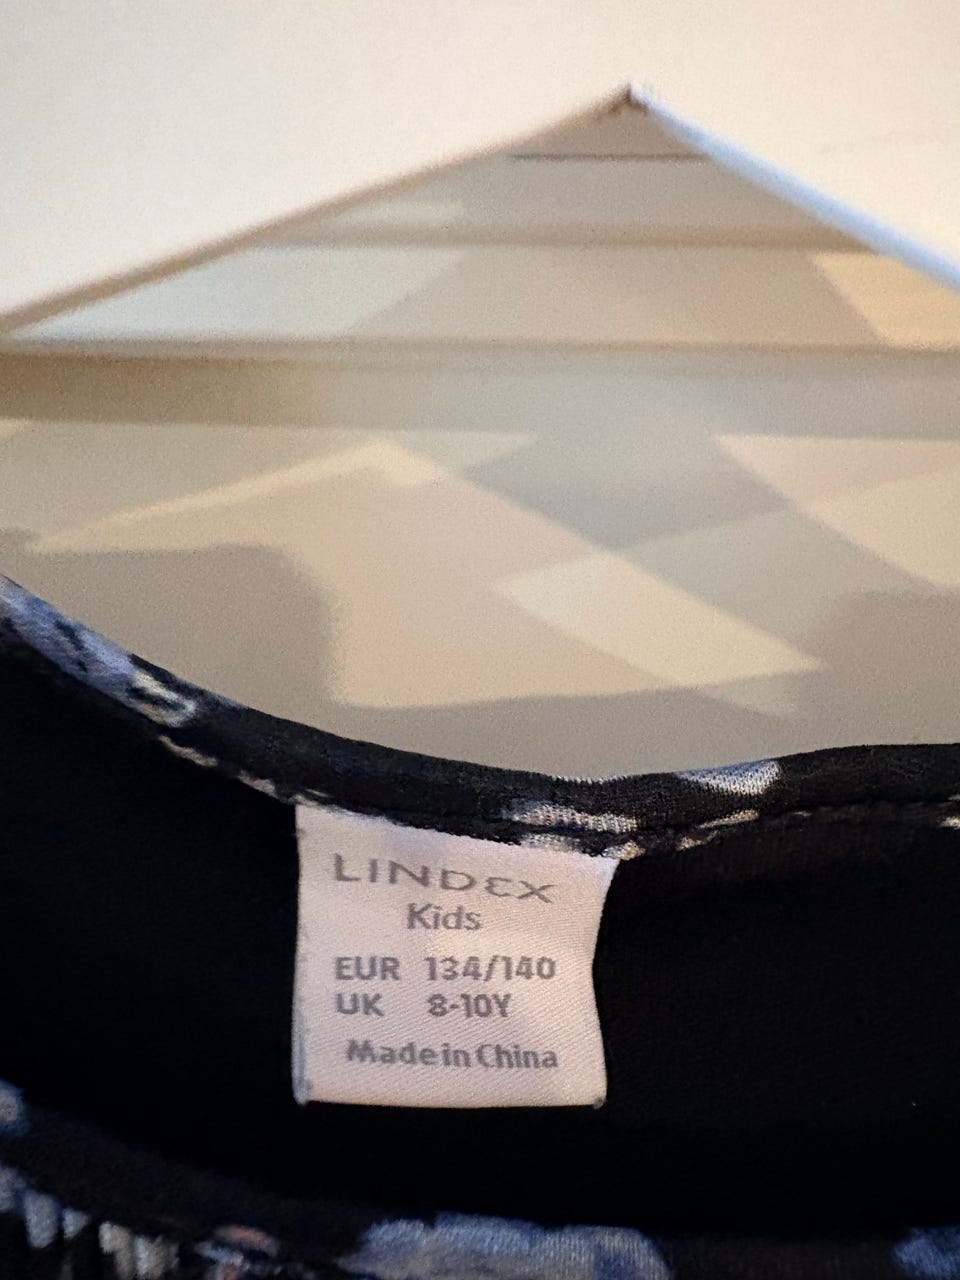 LINDEX
Kids
EUR 134/140
UK 8-10Y
Made in China